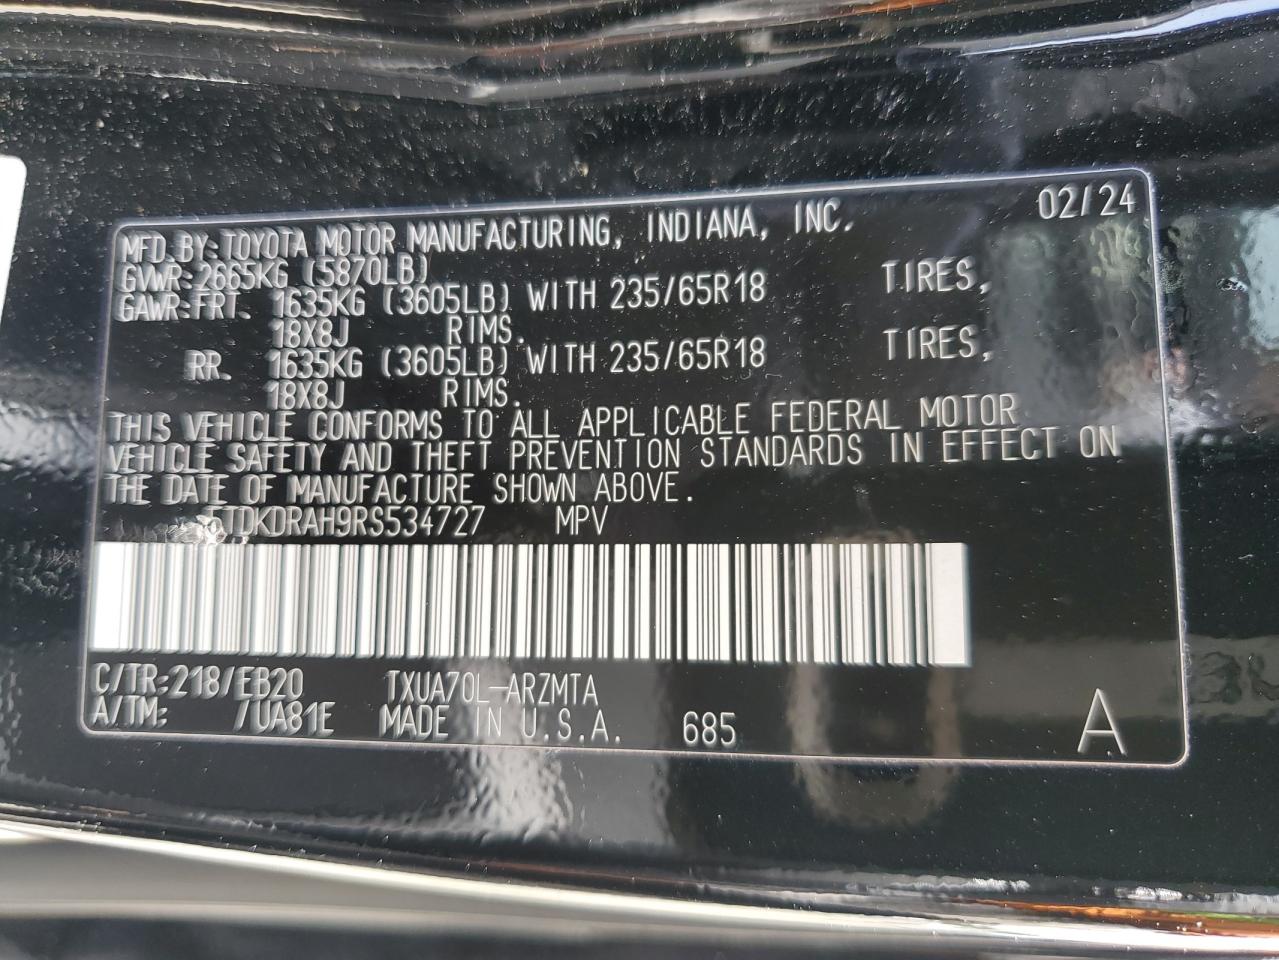 02/24
MFD.BY:TOYOTA MOTOR MANUFACTURING, INDIANA, INC.
GVWR:2665KG (5870LB)
GAWR:FRT. 1635KG (3605LB) WITH 235/65R18 TIRES,
18X8J RIMS.
RR. 1635KG (3605LB) WITH 235/65R18 TIRES,
18X8J RIMS.
THIS VEHICLE CONFORMS TO ALL APPLICABLE FEDERAL MOTOR
VEHICLE SAFETY AND THEFT PREVENTION STANDARDS IN EFFECT ON
THE DATE OF MANUFACTURE SHOWN ABOVE.
MPV
C/TR:218/EB20 TXUA70L-ARZMTA
A/TM: /UA81E MADE IN U.S.A. 685 A